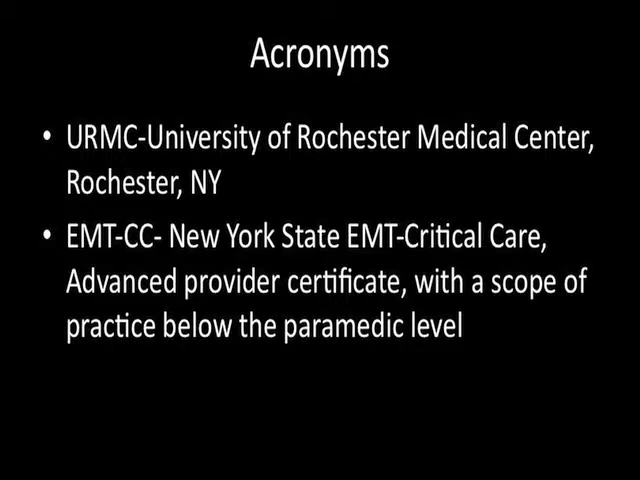 Acronyms
• URMC-University of Rochester Medical Center,
Rochester, NY
• EMT-CC- New York State EMT-Critical Care,
Advanced provider certificate, with a scope of
practice below the paramedic level